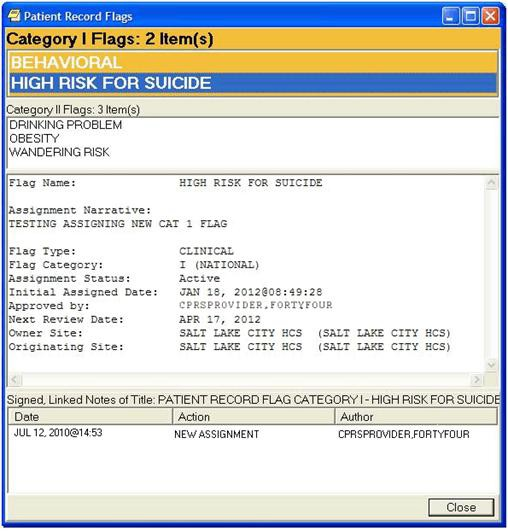 Patient Record Flags
Category I Flags: 2 Item(s)
BEHAVIORAL
HIGH RISK FOR SUICIDE
Category II Flags: 3 Item(s)
DRINKING PROBLEM
OBESITY
WANDERING RISK
Flag Name: HIGH RISK FOR SUICIDE
Assignment Narrative:
TESTING ASSIGNING NEW CAT 1 FLAG
Flag Type: CLINICAL
Flag Category: I (NATIONAL)
Assignment Status: Active
Initial Assigned Date: JAN 18, 2012@08:49:28
Approved by: CPRSPROVIDER,FORTYFOUR
Next Review Date: APR 17, 2012
Owner Site: SALT LAKE CITY HCS (SALT LAKE CITY HCS)
Originating Site: SALT LAKE CITY HCS (SALT LAKE CITY HCS)
Signed, Linked Notes of Title: PATIENT RECORD FLAG CATEGORY I - HIGH RISK FOR SUICIDE
Date Action Author
JUL 12, 2010@14:53 NEW ASSIGNMENT CPRSPROVIDER,FORTYFOUR
Close